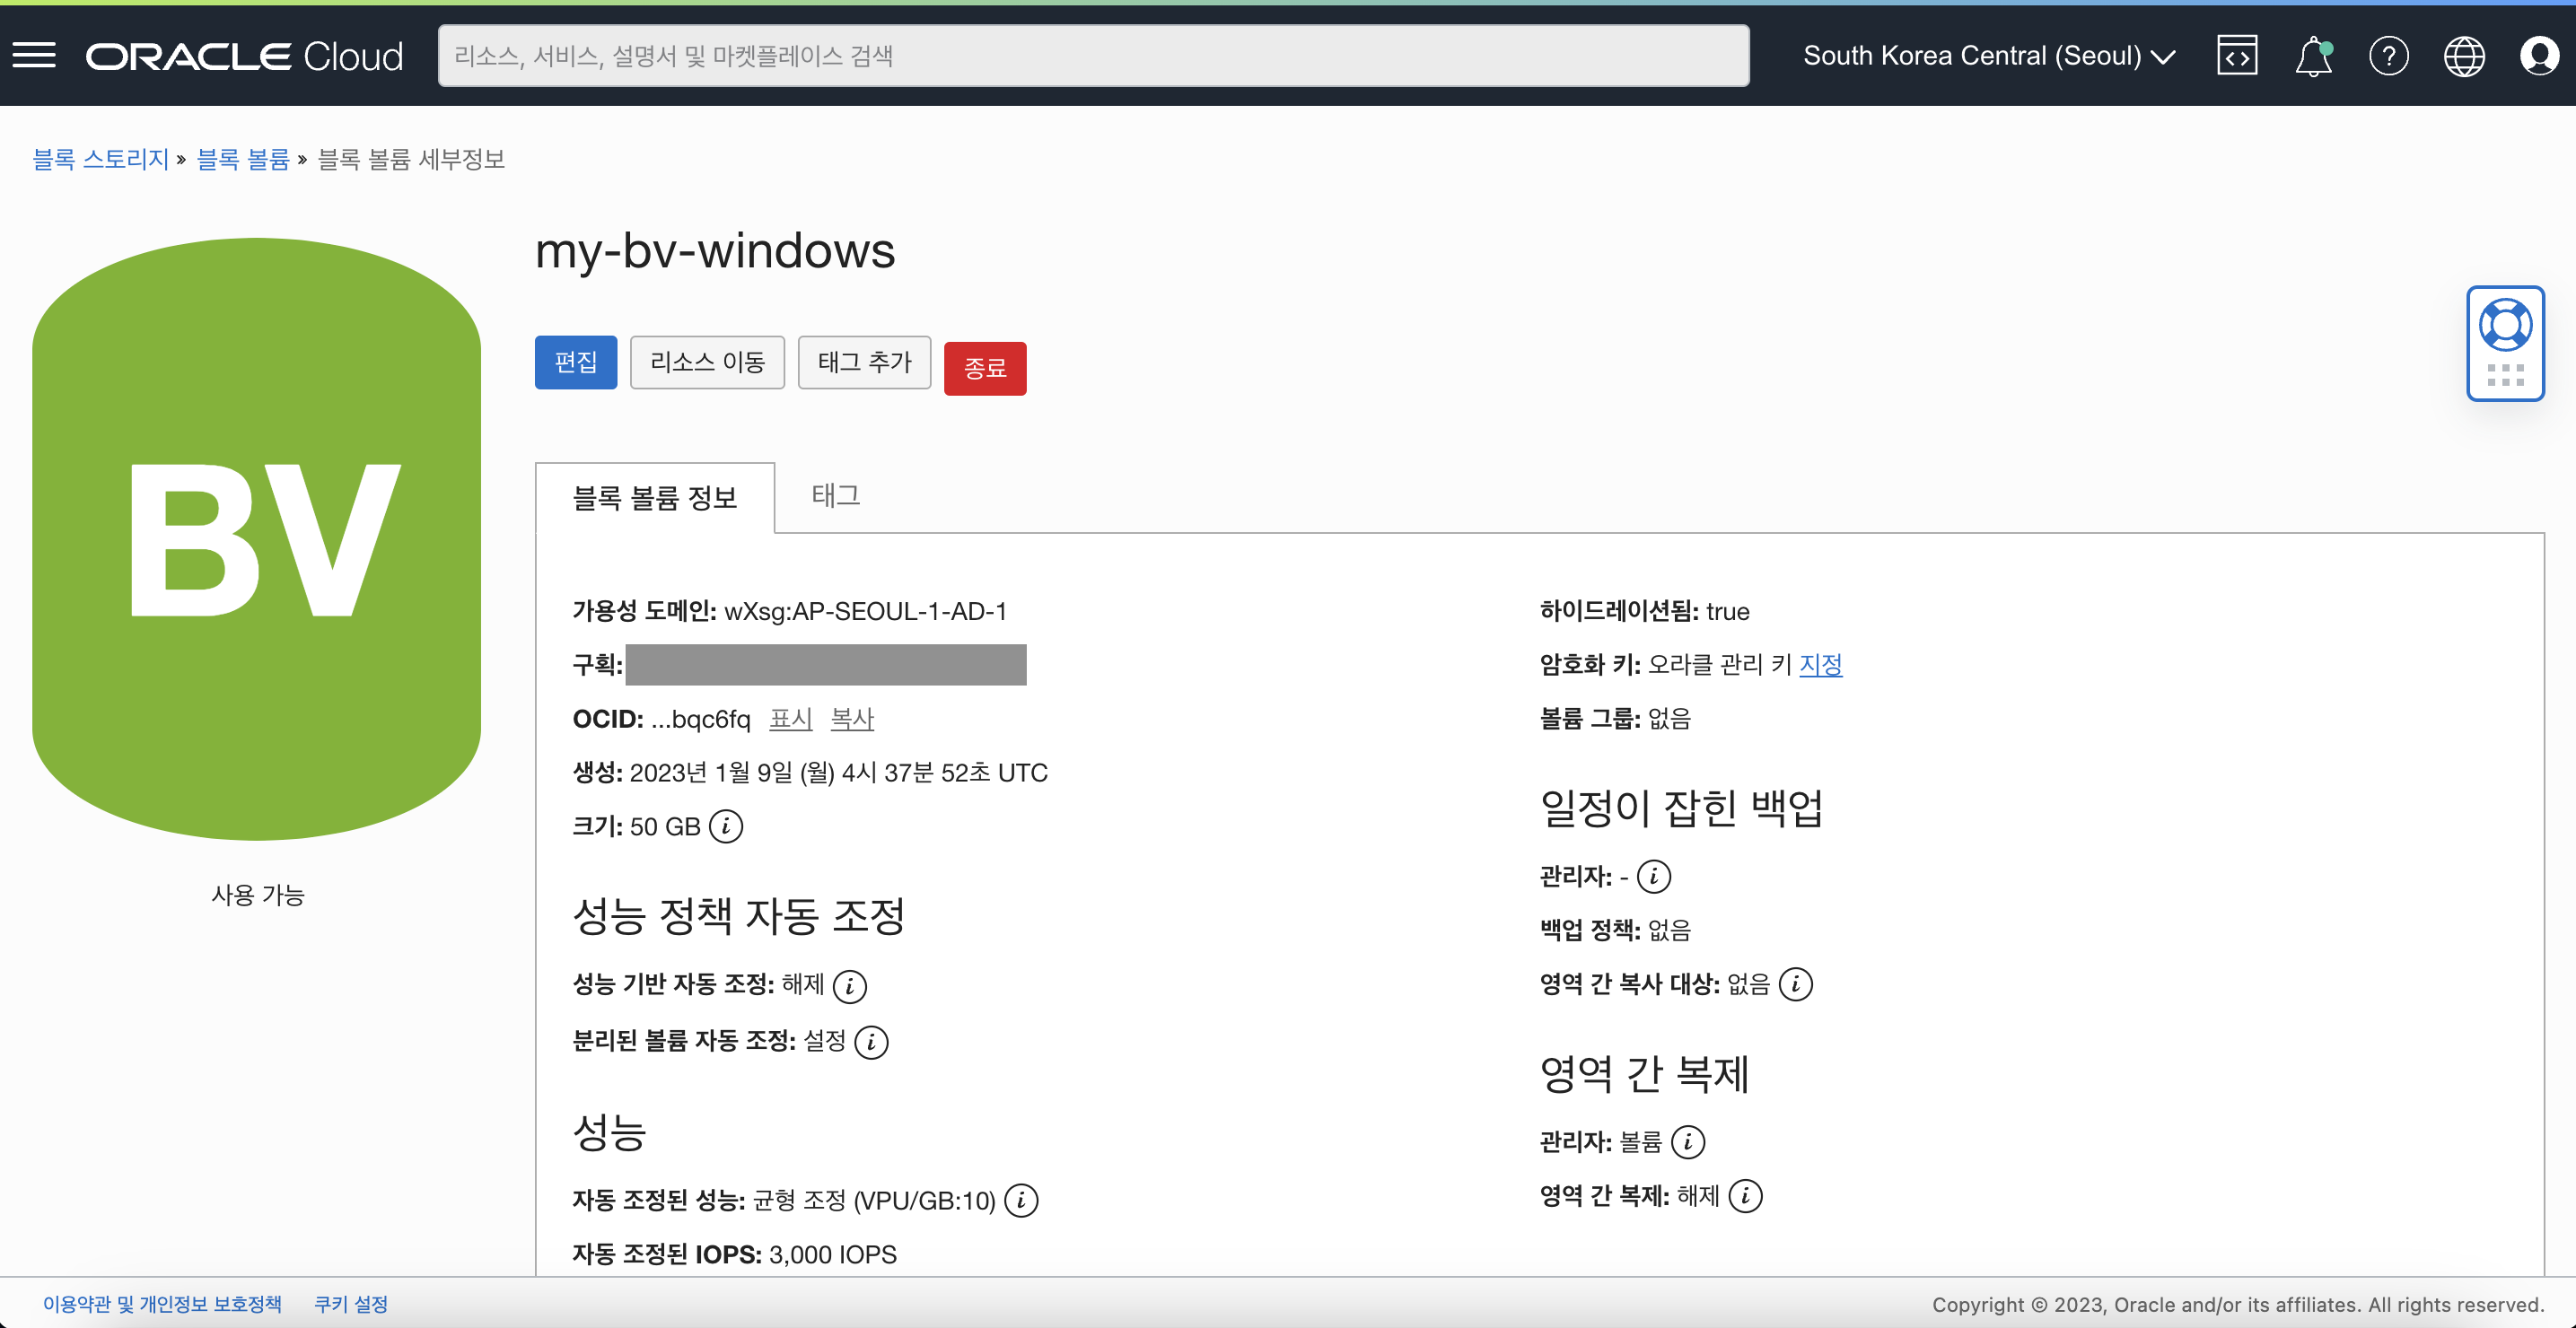 ORACLE Cloud
리소스, 서비스, 설명서 및 마켓플레이스 검색
South Korea Central (Seoul)
블록 스토리지 » 블록 볼륨 » 블록 볼륨 세부정보
BV
사용 가능
my-bv-windows
편집 리소스 이동 태그 추가 종료
블록 볼륨 정보 태그
가용성 도메인: wXsg:AP-SEOUL-1-AD-1
구획:
OCID: ...bqc6fq 표시 복사
생성: 2023년 1월 9일 (월) 4시 37분 52초 UTC
크기: 50 GB
성능 정책 자동 조정
성능 기반 자동 조정: 해제
분리된 볼륨 자동 조정: 설정
성능
자동 조정된 성능: 균형 조정 (VPU/GB:10)
자동 조정된 IOPS: 3,000 IOPS
하이드레이션됨: true
암호화 키: 오라클 관리 키 지정
볼륨 그룹: 없음
일정이 잡힌 백업
관리자: -
백업 정책: 없음
영역 간 복사 대상: 없음
영역 간 복제
관리자: 볼륨
영역 간 복제: 해제
이용약관 및 개인정보 보호정책 쿠키 설정
Copyright © 2023, Oracle and/or its affiliates. All rights reserved.